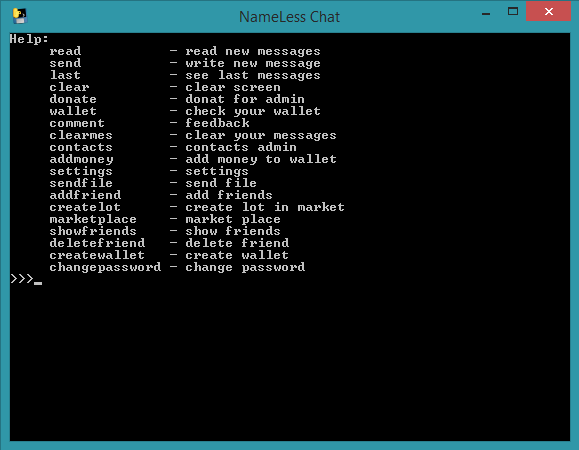 NameLess Chat
Help:
read - read new messages
send - write new message
last - see last messages
clear - clear screen
donate - donat for admin
wallet - check your wallet
comment - feedback
clearmes - clear your messages
contacts - contacts admin
addmoney - add money to wallet
settings - settings
sendfile - send file
addfriend - add friends
createlot - create lot in market
marketplace - market place
showfriends - show friends
deletefriend - delete friend
createwallet - create wallet
changepassword - change password
>>>_